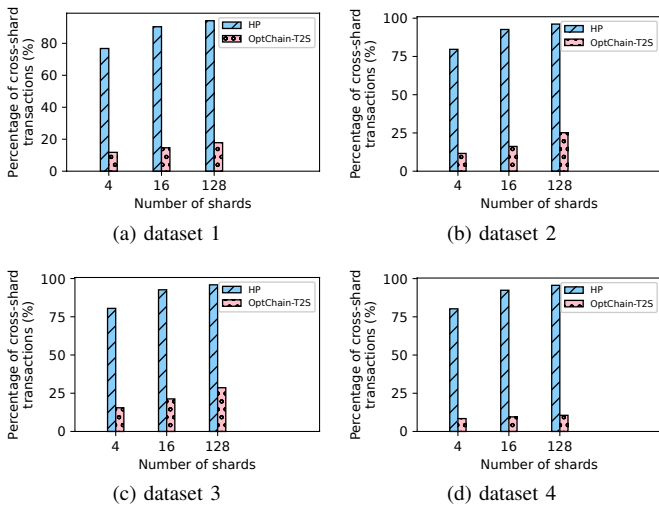 Percentage of cross-shard
transactions (%)
80
60
40
20
0
HP
OptChain-T2S
4 16 128
Number of shards
(a) dataset 1
Percentage of cross-shard
transactions (%)
100
75
50
25
0
HP
OptChain-T2S
4 16 128
Number of shards
(b) dataset 2
Percentage of cross-shard
transactions (%)
100
75
50
25
0
HP
OptChain-T2S
4 16 128
Number of shards
(c) dataset 3
Percentage of cross-shard
transactions (%)
100
75
50
25
0
HP
OptChain-T2S
4 16 128
Number of shards
(d) dataset 4